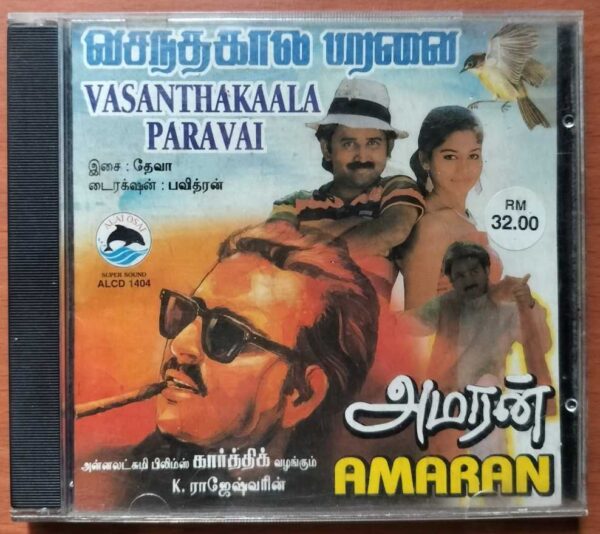 வசந்தகால பறவை
VASANTHAKAALA
PARAVAI
இசை : தேவா
டைரக்ஷன் : பவித்ரன்
ALAI OSAI
SUPER SOUND
ALCD 1404
RM
32.00
அமரன்
AMARAN
அன்னலட்சுமி பிலிம்ஸ் கார்த்திக் வழங்கும்
K. ராஜேஷ்வரின்